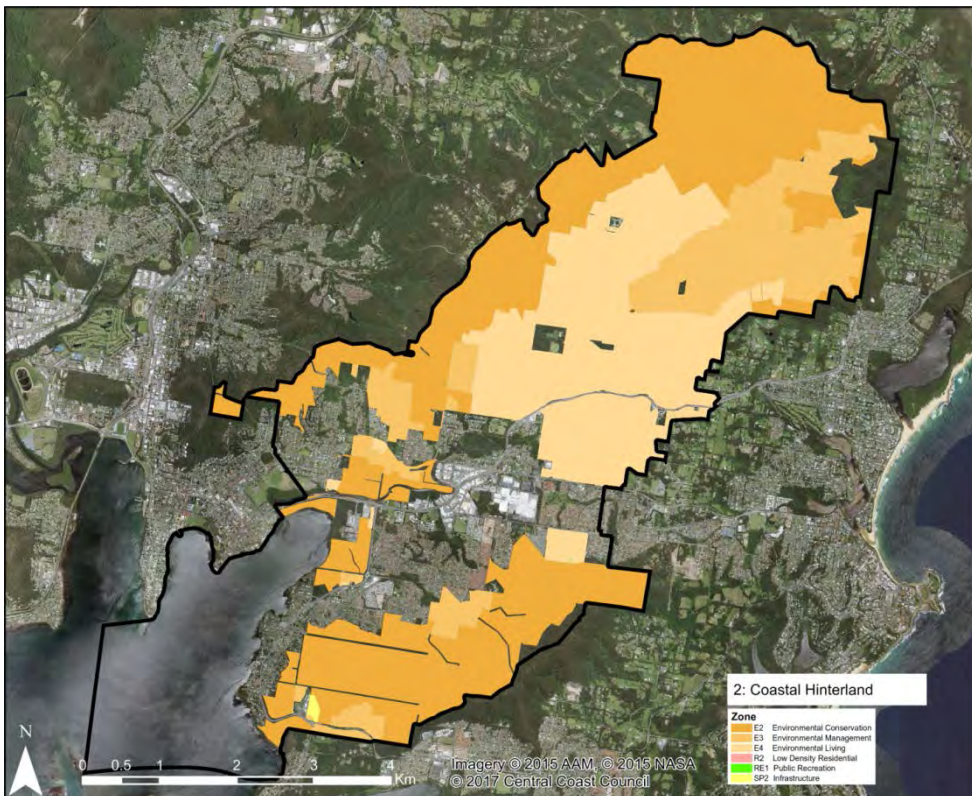 2: Coastal Hinterland
Zone
E2 Environmental Conservation
E3 Environmental Management
E4 Environmental Living
R2 Low Density Residential
RE1 Public Recreation
SP2 Infrastructure
N
0 0.5 1 2 3 4
Km
Imagery © 2015 AAM, © 2015 NASA
© 2017 Central Coast Council